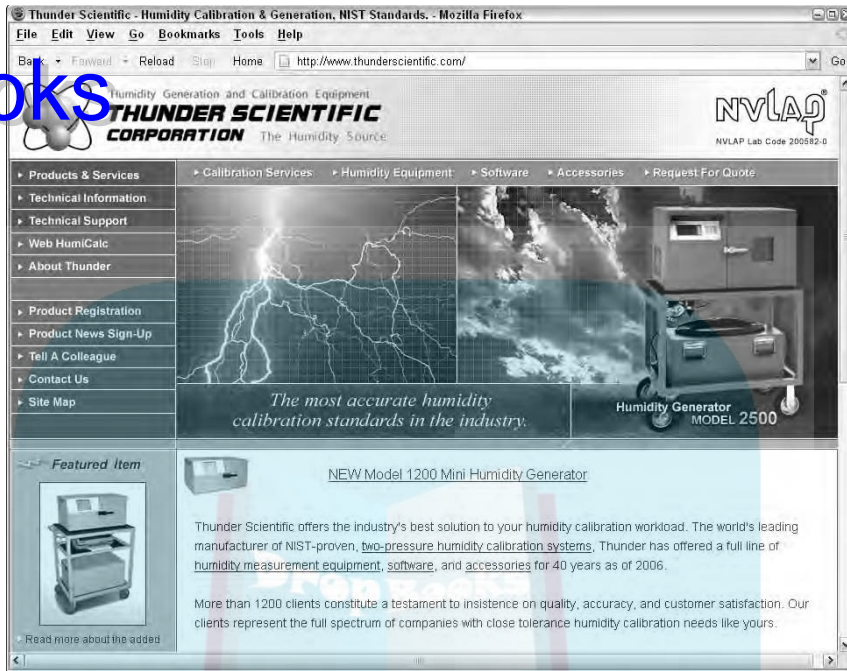 Thunder Scientific - Humidity Calibration & Generation, NIST Standards. - Mozilla Firefox
File Edit View Go Bookmarks Tools Help
Back Forward Reload Stop Home http://www.thunderscientific.com/ Go
oks
Humidity Generation and Calibration Equipment
THUNDER SCIENTIFIC
CORPORATION The Humidity Source
NVLAP®
NVLAP Lab Code 200582-0
Products & Services
Technical Information
Technical Support
Web HumiCalc
About Thunder
Product Registration
Product News Sign-Up
Tell A Colleague
Contact Us
Site Map
Calibration Services Humidity Equipment Software Accessories Request For Quote
The most accurate humidity
calibration standards in the industry.
Humidity Generator
MODEL 2500
Featured Item
Read more about the added
NEW Model 1200 Mini Humidity Generator
Thunder Scientific offers the industry's best solution to your humidity calibration workload. The world's leading
manufacturer of NIST-proven, two-pressure humidity calibration systems, Thunder has offered a full line of
humidity measurement equipment, software, and accessories for 40 years as of 2006.
More than 1200 clients constitute a testament to insistence on quality, accuracy, and customer satisfaction. Our
clients represent the full spectrum of companies with close tolerance humidity calibration needs like yours.
DropBooks